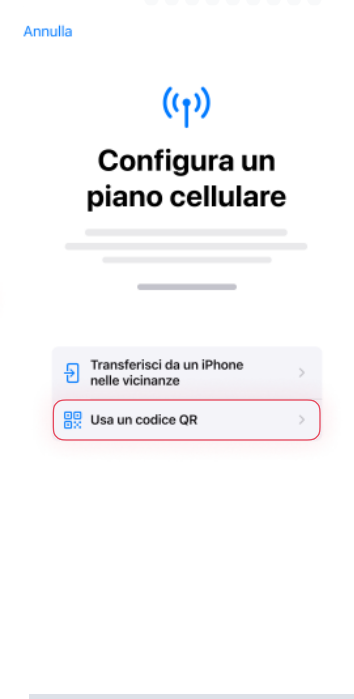 Annulla
Configura un
piano cellulare
Transferisci da un iPhone
nelle vicinanze
Usa un codice QR